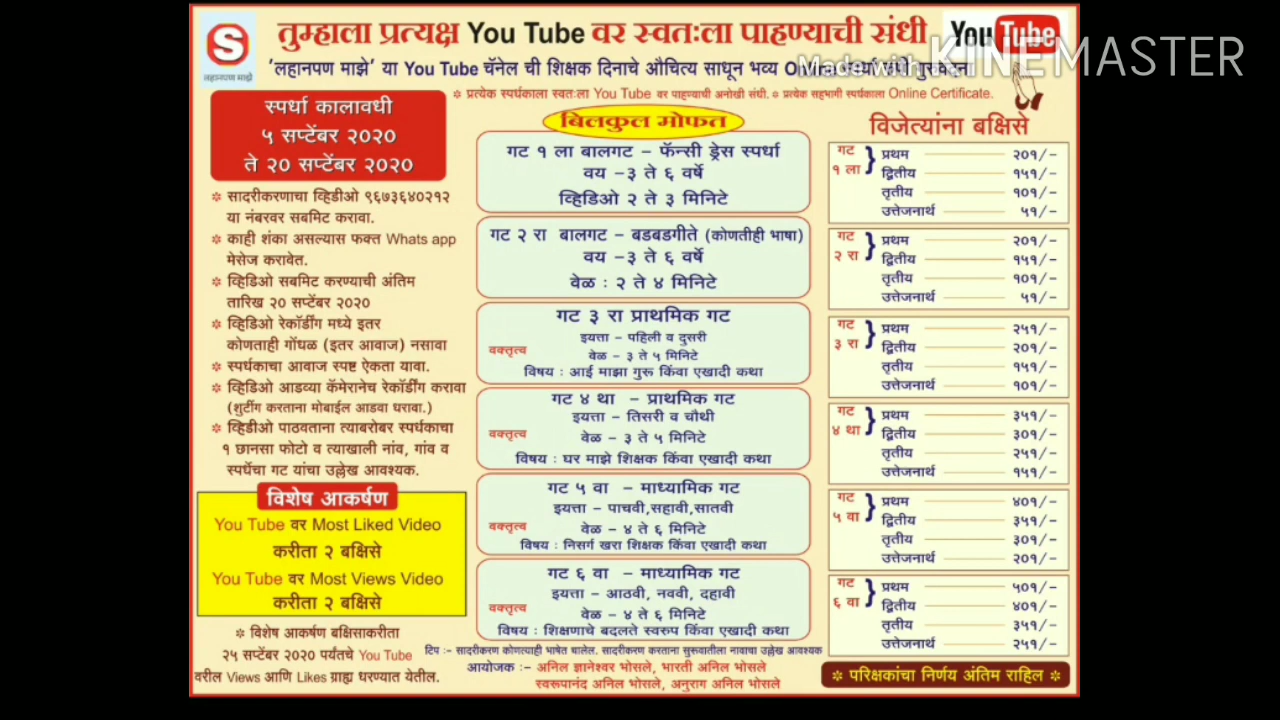 तुम्हाला प्रत्यक्ष You Tube वर स्वतःला पाहण्याची संधी
You Tube
S
लहानपण माझे
Made with KINEMASTER
'लहानपण माझे' या You Tube चॅनेल ची शिक्षक दिनाचे औचित्य साधून भव्य
* प्रत्येक स्पर्धकाला स्वतःला You Tube वर पाहण्याची अनोखी संधी. * प्रत्येक सहभागी स्पर्धकाला Online Certificate.
स्पर्धा कालावधी
५ सप्टेंबर २०२०
ते २० सप्टेंबर २०२०
* सादरीकरणाचा व्हिडीओ ९६७३६४०२१२
या नंबरवर सबमिट करावा.
* काही शंका असल्यास फक्त Whats app
मेसेज करावेत.
* व्हिडिओ सबमिट करण्याची अंतिम
तारिख २० सप्टेंबर २०२०
* व्हिडिओ रेकॉर्डींग मध्ये इतर
कोणताही गोंधळ (इतर आवाज) नसावा
* स्पर्धकाचा आवाज स्पष्ट ऐकता यावा.
* व्हिडिओ आडव्या कॅमेरानेच रेकॉर्डींग करावा
(शुटींग करताना मोबाईल आडवा धरावा.)
* व्हिडीओ पाठवताना त्याबरोबर स्पर्धकाचा
१ छानसा फोटो व त्याखाली नांव, गांव व
स्पर्धेचा गट यांचा उल्लेख आवश्यक.
विशेष आकर्षण
You Tube वर Most Liked Video
करीता २ बक्षिसे
You Tube वर Most Views Video
करीता २ बक्षिसे
* विशेष आकर्षण बक्षिसाकरीता
२५ सप्टेंबर २०२० पर्यंतचे You Tube
वरील Views आणि Likes ग्राह्य धरण्यात येतील.
बिलकुल मोफत
गट १ ला बालगट - फॅन्सी ड्रेस स्पर्धा
वय -३ ते ६ वर्षे
व्हिडिओ २ ते ३ मिनिटे
गट २ रा बालगट - बडबडगीते (कोणतीही भाषा)
वय -३ ते ६ वर्षे
वेळ : २ ते ४ मिनिटे
गट ३ रा प्राथमिक गट
इयत्ता - पहिली व दुसरी
वक्तृत्व वेळ - ३ ते ५ मिनिटे
विषय : आई माझा गुरू किंवा एखादी कथा
गट ४ था - प्राथमिक गट
इयत्ता - तिसरी व चौथी
वक्तृत्व वेळ - ३ ते ५ मिनिटे
विषय : घर माझे शिक्षक किंवा एखादी कथा
गट ५ वा - माध्यामिक गट
इयत्ता - पाचवी,सहावी,सातवी
वक्तृत्व वेळ - ४ ते ६ मिनिटे
विषय : निसर्ग खरा शिक्षक किंवा एखादी कथा
गट ६ वा - माध्यामिक गट
इयत्ता - आठवी, नववी, दहावी
वक्तृत्व वेळ - ४ ते ६ मिनिटे
विषय : शिक्षणाचे बदलते स्वरुप किंवा एखादी कथा
टिप :- सादरीकरण कोणत्याही भाषेत चालेल. सादरीकरण करताना सुरूवातीला नावाचा उल्लेख आवश्यक
आयोजक :- अनिल ज्ञानेश्वर भोसले, भारती अनिल भोसले
स्वरूपानंद अनिल भोसले, अनुराग अनिल भोसले
विजेत्यांना बक्षिसे
गट १ ला
प्रथम २०१/-
द्वितीय १५१/-
तृतीय १०१/-
उत्तेजनार्थ ५१/-
गट २ रा
प्रथम २०१/-
द्वितीय १५१/-
तृतीय १०१/-
उत्तेजनार्थ ५१/-
गट ३ रा
प्रथम २५१/-
द्वितीय २०१/-
तृतीय १५१/-
उत्तेजनार्थ १०१/-
गट ४ था
प्रथम ३५१/-
द्वितीय ३०१/-
तृतीय २५१/-
उत्तेजनार्थ १५१/-
गट ५ वा
प्रथम ४०१/-
द्वितीय ३५१/-
तृतीय ३०१/-
उत्तेजनार्थ २०१/-
गट ६ वा
प्रथम ५०१/-
द्वितीय ४०१/-
तृतीय ३५१/-
उत्तेजनार्थ २५१/-
* परिक्षकांचा निर्णय अंतिम राहिल *